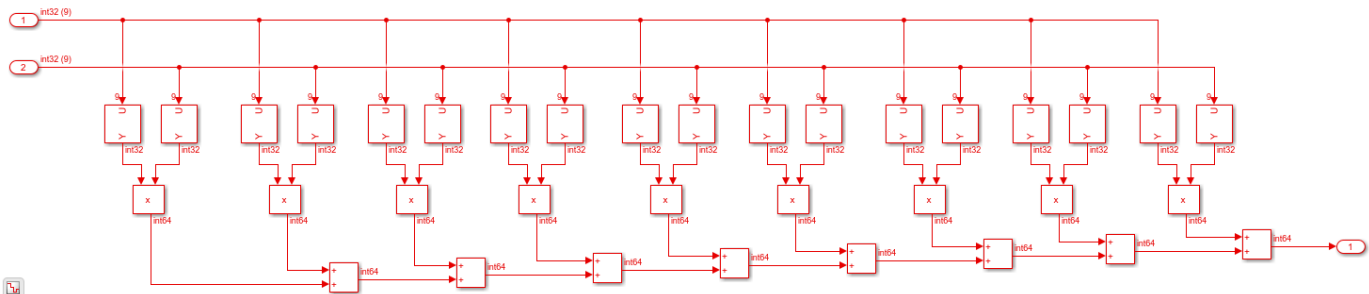 1 int32 (9)
2 int32 (9)
9 9 9 9 9 9 9 9 9 9 9 9 9 9 9 9 9 9
U U U U U U U U U U U U U U U U U U
Y Y Y Y Y Y Y Y Y Y Y Y Y Y Y Y Y Y
int32 int32 int32 int32 int32 int32 int32 int32 int32 int32 int32 int32 int32 int32 int32 int32 int32 int32
x x x x x x x x x
int64 int64 int64 int64 int64 int64 int64 int64 int64
+ + int64 + + int64 + + int64 + + int64 + + int64 + + int64 + + int64 + + int64 1